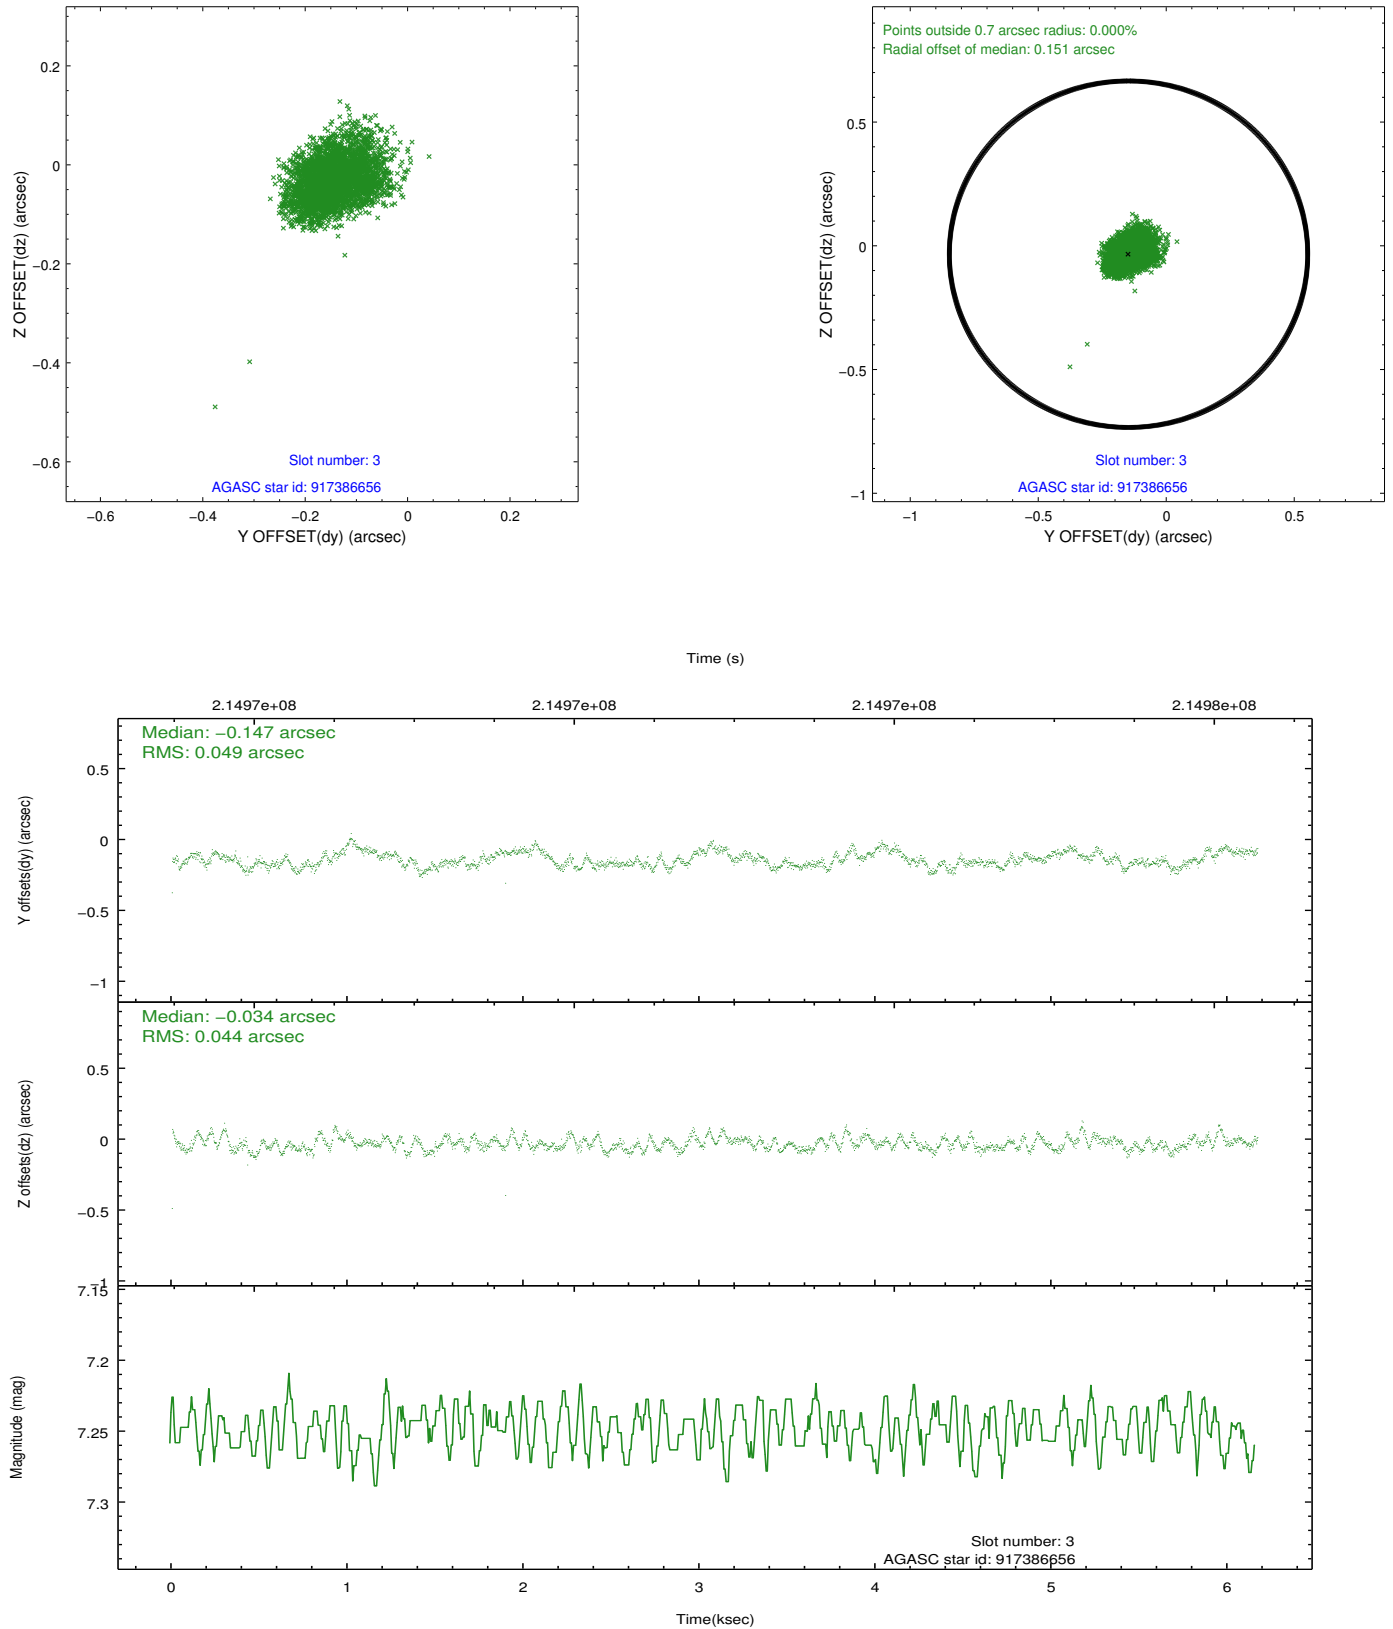 0.2
0
−0.2
−0.4
−0.6
Z OFFSET(dz) (arcsec)
Slot number: 3
AGASC star id: 917386656
−0.6
−0.4
−0.2
0
0.2
Y OFFSET(dy) (arcsec)
Points outside 0.7 arcsec radius: 0.000%
Radial offset of median: 0.151 arcsec
0.5
0
−0.5
−1
Z OFFSET(dz) (arcsec)
Slot number: 3
AGASC star id: 917386656
−1
−0.5
0
0.5
Y OFFSET(dy) (arcsec)
Time (s)
2.1497e+08
2.1497e+08
2.1497e+08
2.1498e+08
Median: −0.147 arcsec
RMS: 0.049 arcsec
0.5
0
−0.5
−1
Y offsets(dy) (arcsec)
Median: −0.034 arcsec
RMS: 0.044 arcsec
0.5
0
−0.5
−1
Z offsets(dz) (arcsec)
7.15
7.2
7.25
7.3
Magnitude (mag)
Slot number: 3
AGASC star id: 917386656
0
1
2
3
4
5
6
Time(ksec)